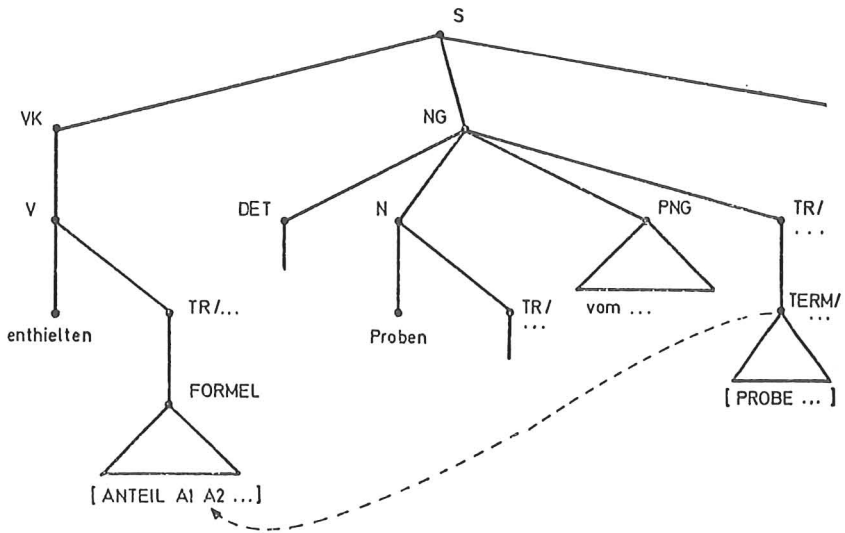 S
VK
NG
V
DET
N
PNG
TR/
...
enthielten
TR/...
Proben
TR/
...
vom ...
TERM/
...
FORMEL
[ PROBE ... ]
[ ANTEIL A1 A2 ... ]